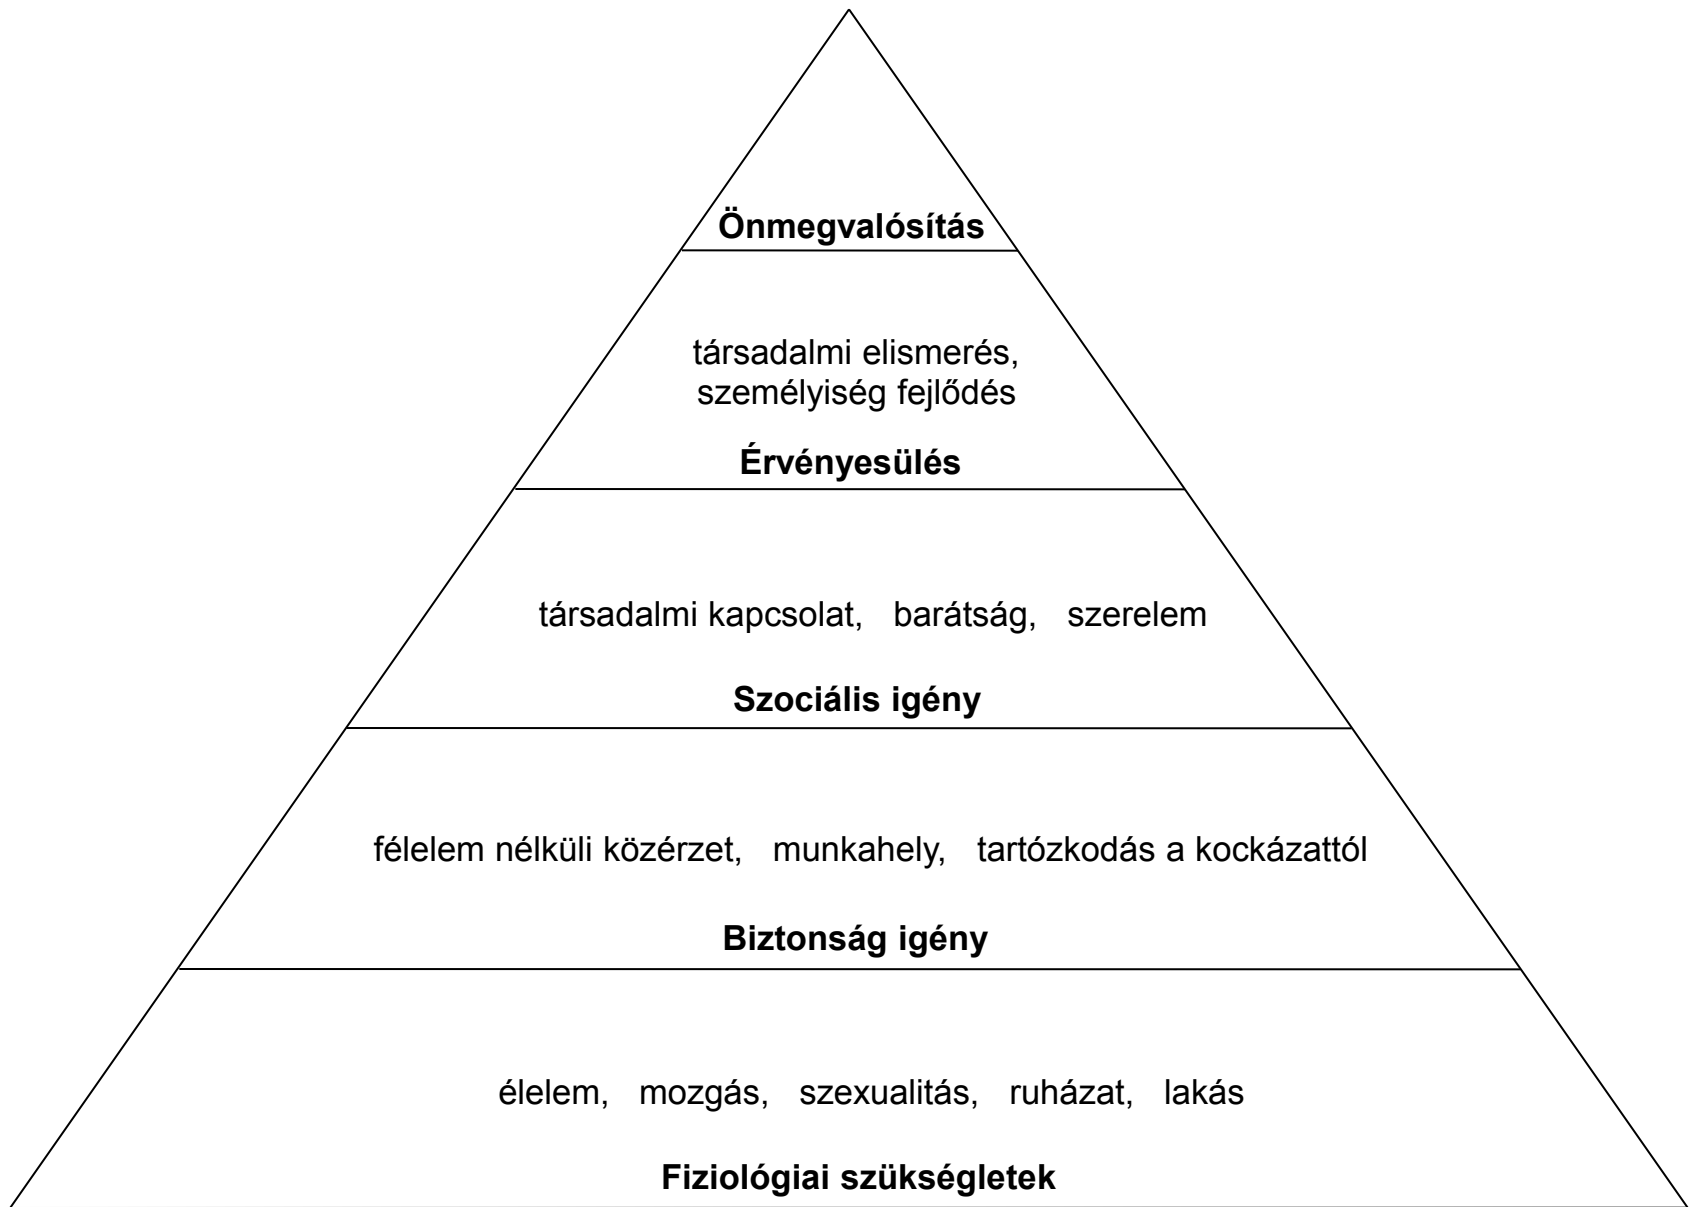 Önmegvalósítás
társadalmi elismerés,
személyiség fejlődés
Érvényesülés
társadalmi kapcsolat, barátság, szerelem
Szociális igény
félelem nélküli közérzet, munkahely, tartózkodás a kockázattól
Biztonság igény
élelem, mozgás, szexualitás, ruházat, lakás
Fiziológiai szükségletek